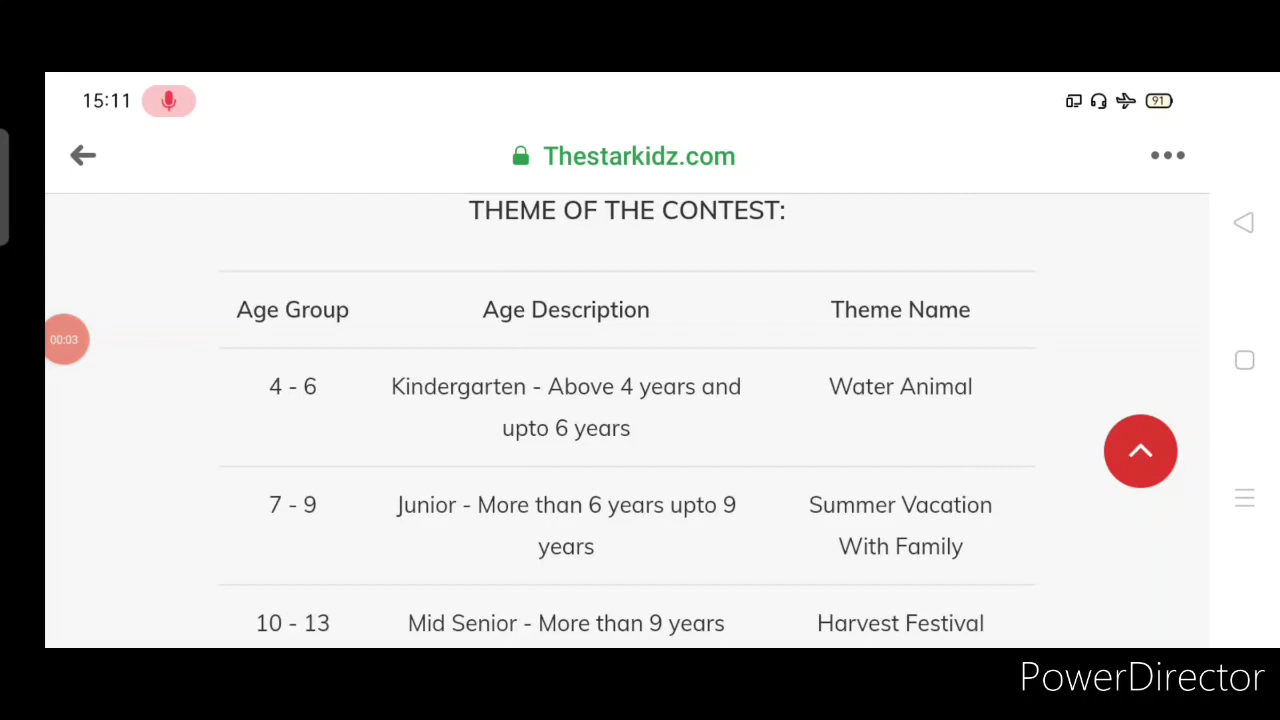 15:11
91
Thestarkidz.com
THEME OF THE CONTEST:
Age Group Age Description Theme Name
00:03
4 - 6 Kindergarten - Above 4 years and Water Animal
upto 6 years
7 - 9 Junior - More than 6 years upto 9 Summer Vacation
years With Family
10 - 13 Mid Senior - More than 9 years Harvest Festival
PowerDirector